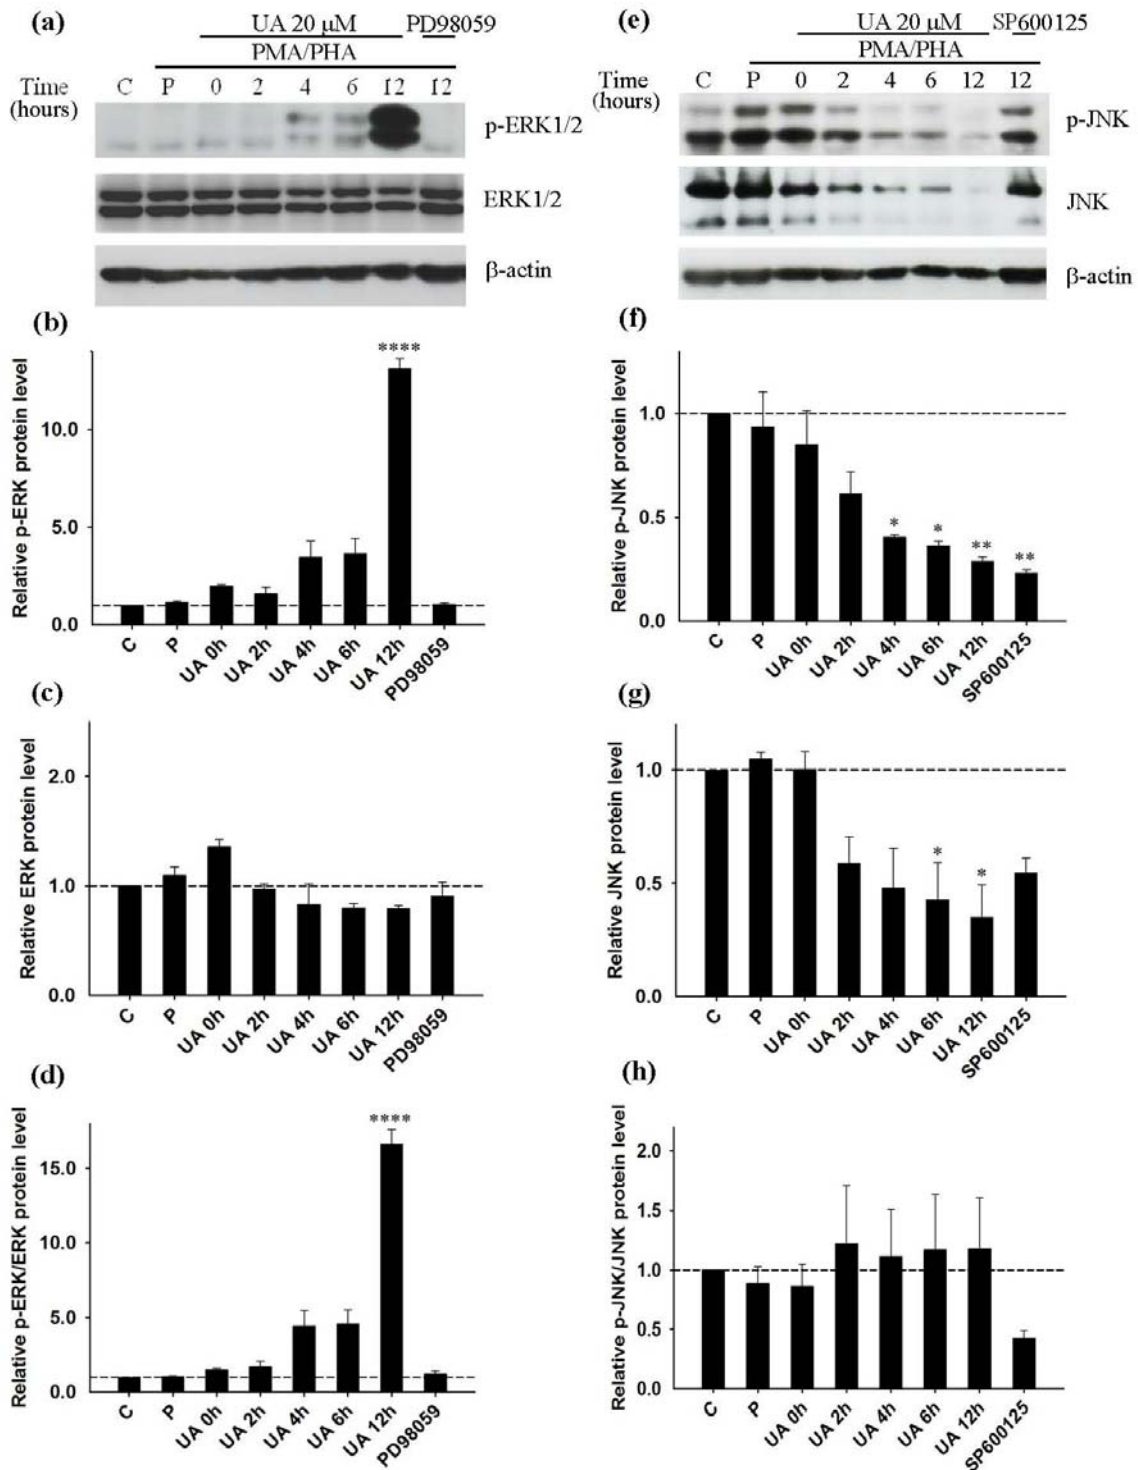 (a)
UA 20 μM PD98059
PMA/PHA
Time C P 0 2 4 6 12 12
(hours)
p-ERK1/2
ERK1/2
β-actin
(b)
Relative p-ERK protein level
10.0
5.0
0.0
****
C P UA 0h UA 2h UA 4h UA 6h UA 12h PD98059
(c)
Relative ERK protein level
2.0
1.0
0.0
C P UA 0h UA 2h UA 4h UA 6h UA 12h PD98059
(d)
Relative p-ERK/ERK protein level
15.0
10.0
5.0
0.0
****
C P UA 0h UA 2h UA 4h UA 6h UA 12h PD98059
(e)
UA 20 μM SP600125
PMA/PHA
Time C P 0 2 4 6 12 12
(hours)
p-JNK
JNK
β-actin
(f)
Relative p-JNK protein level
1.0
0.5
0.0
* * ** **
C P UA 0h UA 2h UA 4h UA 6h UA 12h SP600125
(g)
Relative JNK protein level
1.0
0.5
0.0
* *
C P UA 0h UA 2h UA 4h UA 6h UA 12h SP600125
(h)
Relative p-JNK/JNK protein level
2.0
1.5
1.0
0.5
0.0
C P UA 0h UA 2h UA 4h UA 6h UA 12h SP600125